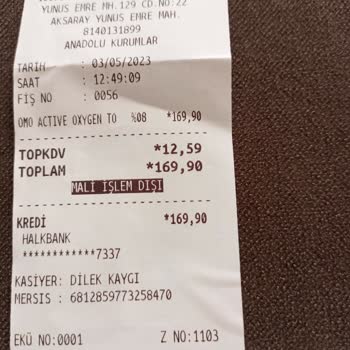 YUNUS EMRE MH.129 CD.NO:22
AKSARAY YUNUS EMRE MAH.
8140131899
ANADOLU KURUMLAR
TARİH : 03/05/2023
SAAT : 12:49:09
FİŞ NO : 0056
OMO ACTIVE OXYGEN TO %08 *169,90
TOPKDV *12,59
TOPLAM *169,90
MALİ İŞLEM DIŞI
KREDİ *169,90
HALKBANK
************7337
KASİYER: DİLEK KAYGI
MERSIS : 6812859773258470
EKÜ NO:0001 Z NO:1103